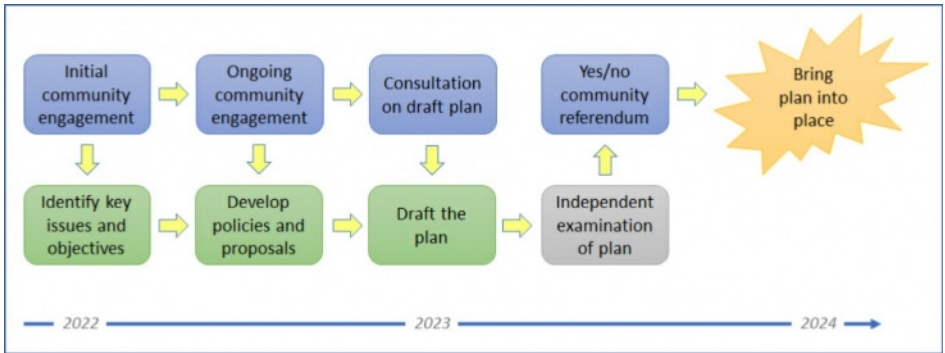 Initial
community
engagement
Ongoing
community
engagement
Consultation
on draft plan
Yes/no
community
referendum
Bring
plan into
place
Identify key
issues and
objectives
Develop
policies and
proposals
Draft the
plan
Independent
examination
of plan
2022
2023
2024